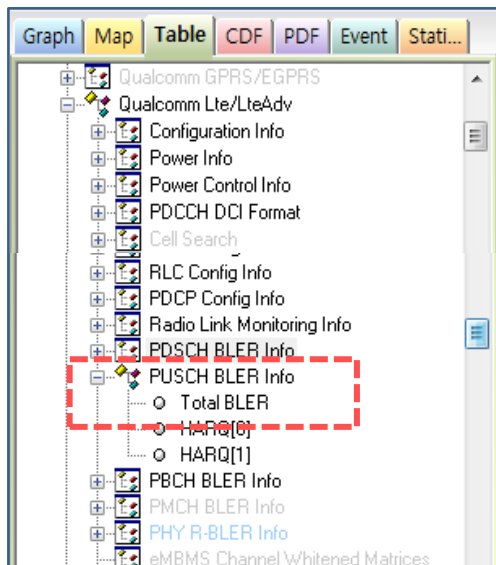 Graph Map Table CDF PDF Event Stati...
Qualcomm GPRS/EGPRS
Qualcomm Lte/LteAdv
Configuration Info
Power Info
Power Control Info
PDCCH DCI Format
Cell Search
RLC Config Info
PDCP Config Info
Radio Link Monitoring Info
PDSCH BLER Info
PUSCH BLER Info
Total BLER
HARQ[0]
HARQ[1]
PBCH BLER Info
PMCH BLER Info
PHY R-BLER Info
eMBMS Channel Whitened Matrices